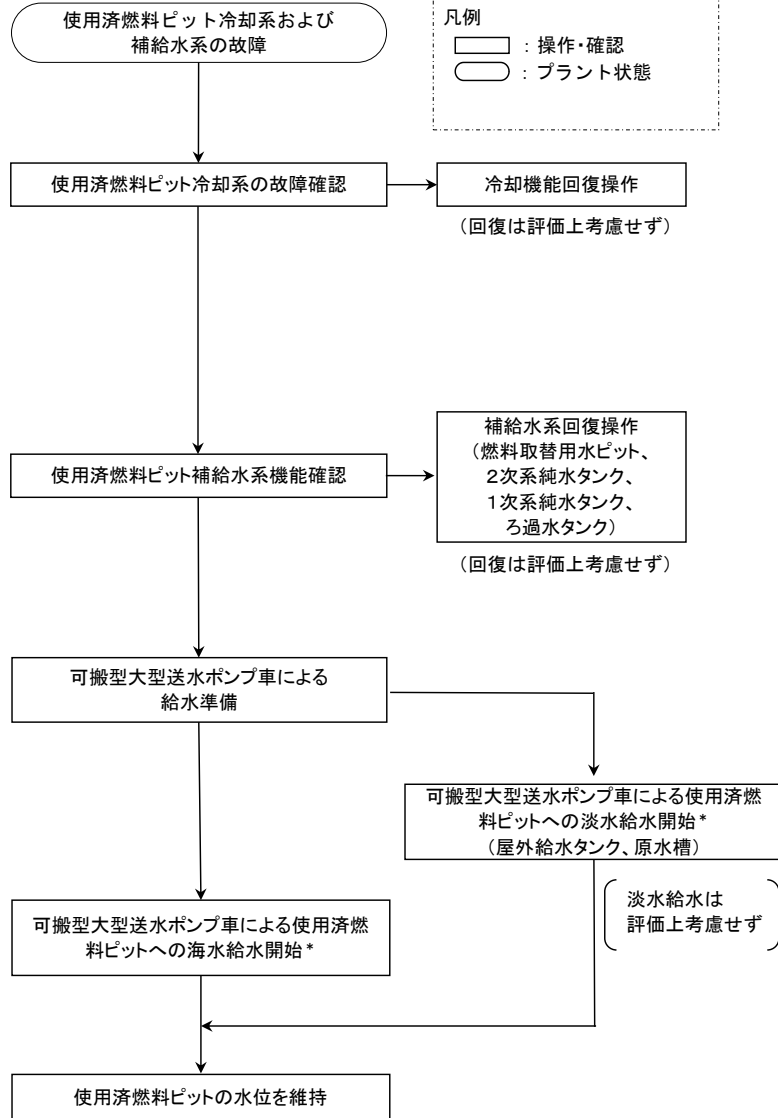 使用済燃料ピット冷却系および
補給水系の故障
凡例
：操作・確認
：プラント状態
使用済燃料ピット冷却系の故障確認
冷却機能回復操作
（回復は評価上考慮せず）
使用済燃料ピット補給水系機能確認
補給水系回復操作
（燃料取替用水ピット、
２次系純水タンク、
１次系純水タンク、
ろ過水タンク）
（回復は評価上考慮せず）
可搬型大型送水ポンプ車による
給水準備
可搬型大型送水ポンプ車による使用済燃
料ピットへの淡水給水開始*
（屋外給水タンク、原水槽）
淡水給水は
評価上考慮せず
可搬型大型送水ポンプ車による使用済燃
料ピットへの海水給水開始*
使用済燃料ピットの水位を維持